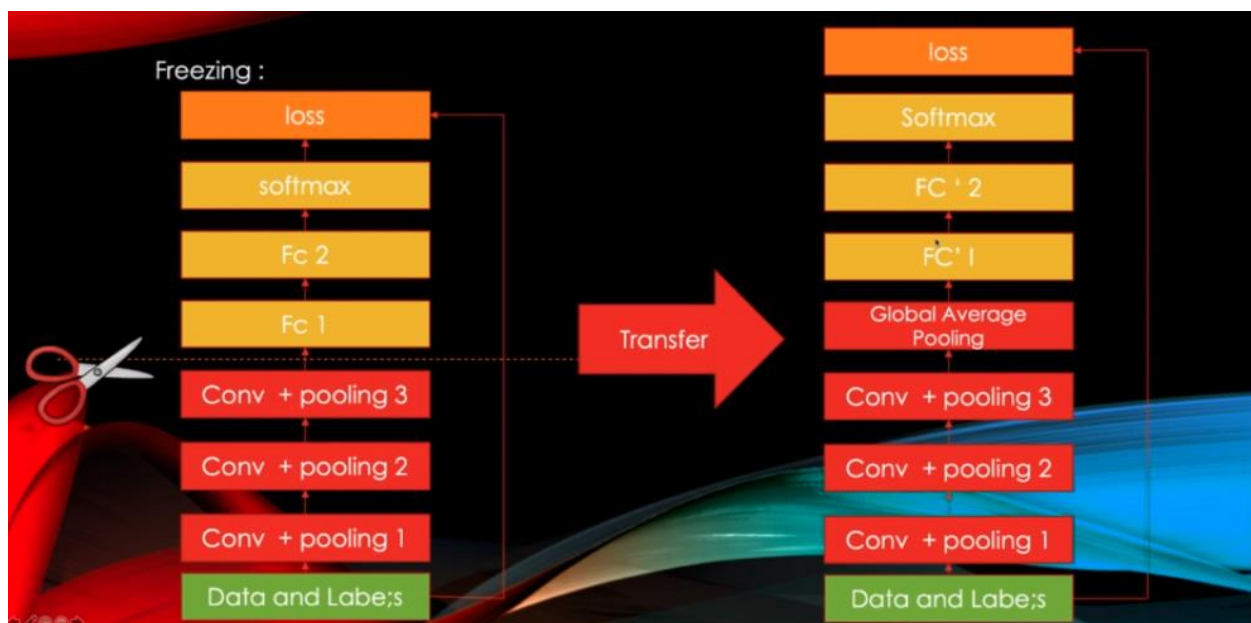 Freezing :
loss
softmax
Fc 2
Fc 1
Conv + pooling 3
Conv + pooling 2
Conv + pooling 1
Data and Labe;s
Transfer
loss
Softmax
FC ' 2
FC' I
Global Average
Pooling
Conv + pooling 3
Conv + pooling 2
Conv + pooling 1
Data and Labe;s